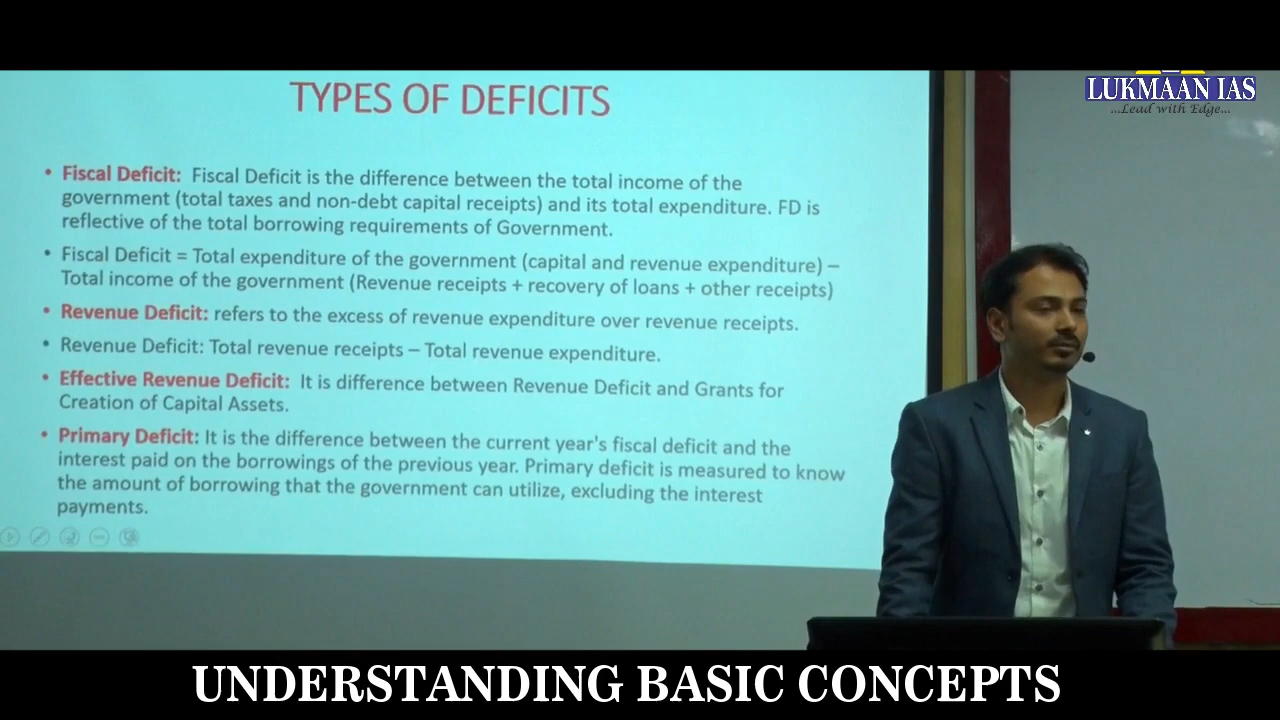 LUKMAAN IAS
...Lead with Edge...
TYPES OF DEFICITS
• Fiscal Deficit: Fiscal Deficit is the difference between the total income of the
government (total taxes and non-debt capital receipts) and its total expenditure. FD is
reflective of the total borrowing requirements of Government.
• Fiscal Deficit = Total expenditure of the government (capital and revenue expenditure) –
Total income of the government (Revenue receipts + recovery of loans + other receipts)
• Revenue Deficit: refers to the excess of revenue expenditure over revenue receipts.
• Revenue Deficit: Total revenue receipts – Total revenue expenditure.
• Effective Revenue Deficit: It is difference between Revenue Deficit and Grants for
Creation of Capital Assets.
• Primary Deficit: It is the difference between the current year's fiscal deficit and the
interest paid on the borrowings of the previous year. Primary deficit is measured to know
the amount of borrowing that the government can utilize, excluding the interest
payments.
UNDERSTANDING BASIC CONCEPTS